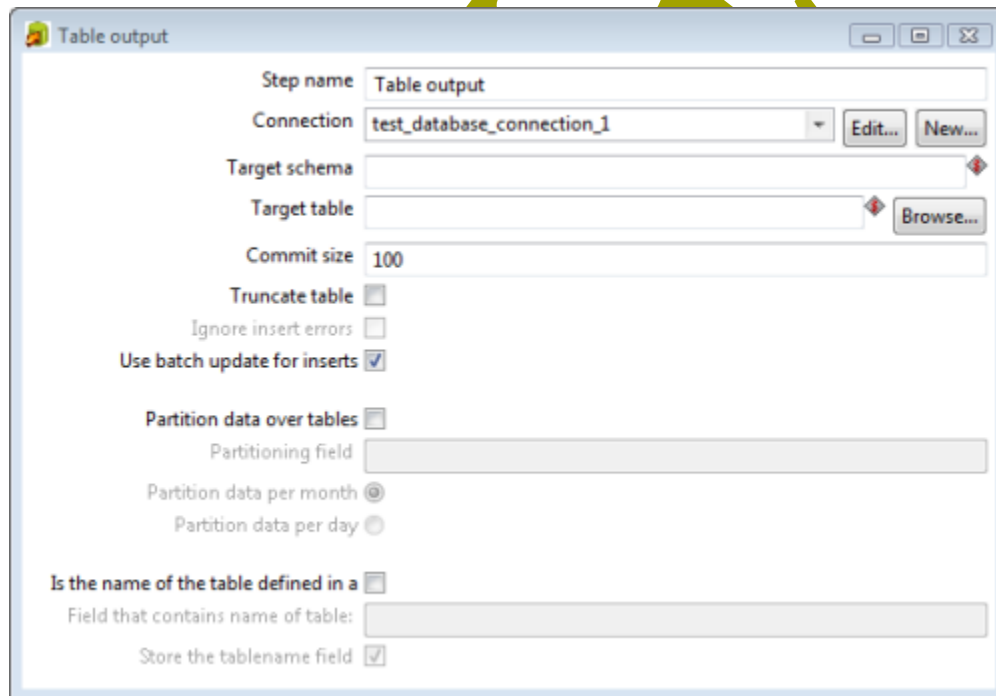 Table output
Step name Table output
Connection test_database_connection_1 Edit... New...
Target schema
Target table Browse...
Commit size 100
Truncate table
Ignore insert errors
Use batch update for inserts
Partition data over tables
Partitioning field
Partition data per month
Partition data per day
Is the name of the table defined in a
Field that contains name of table:
Store the tablename field